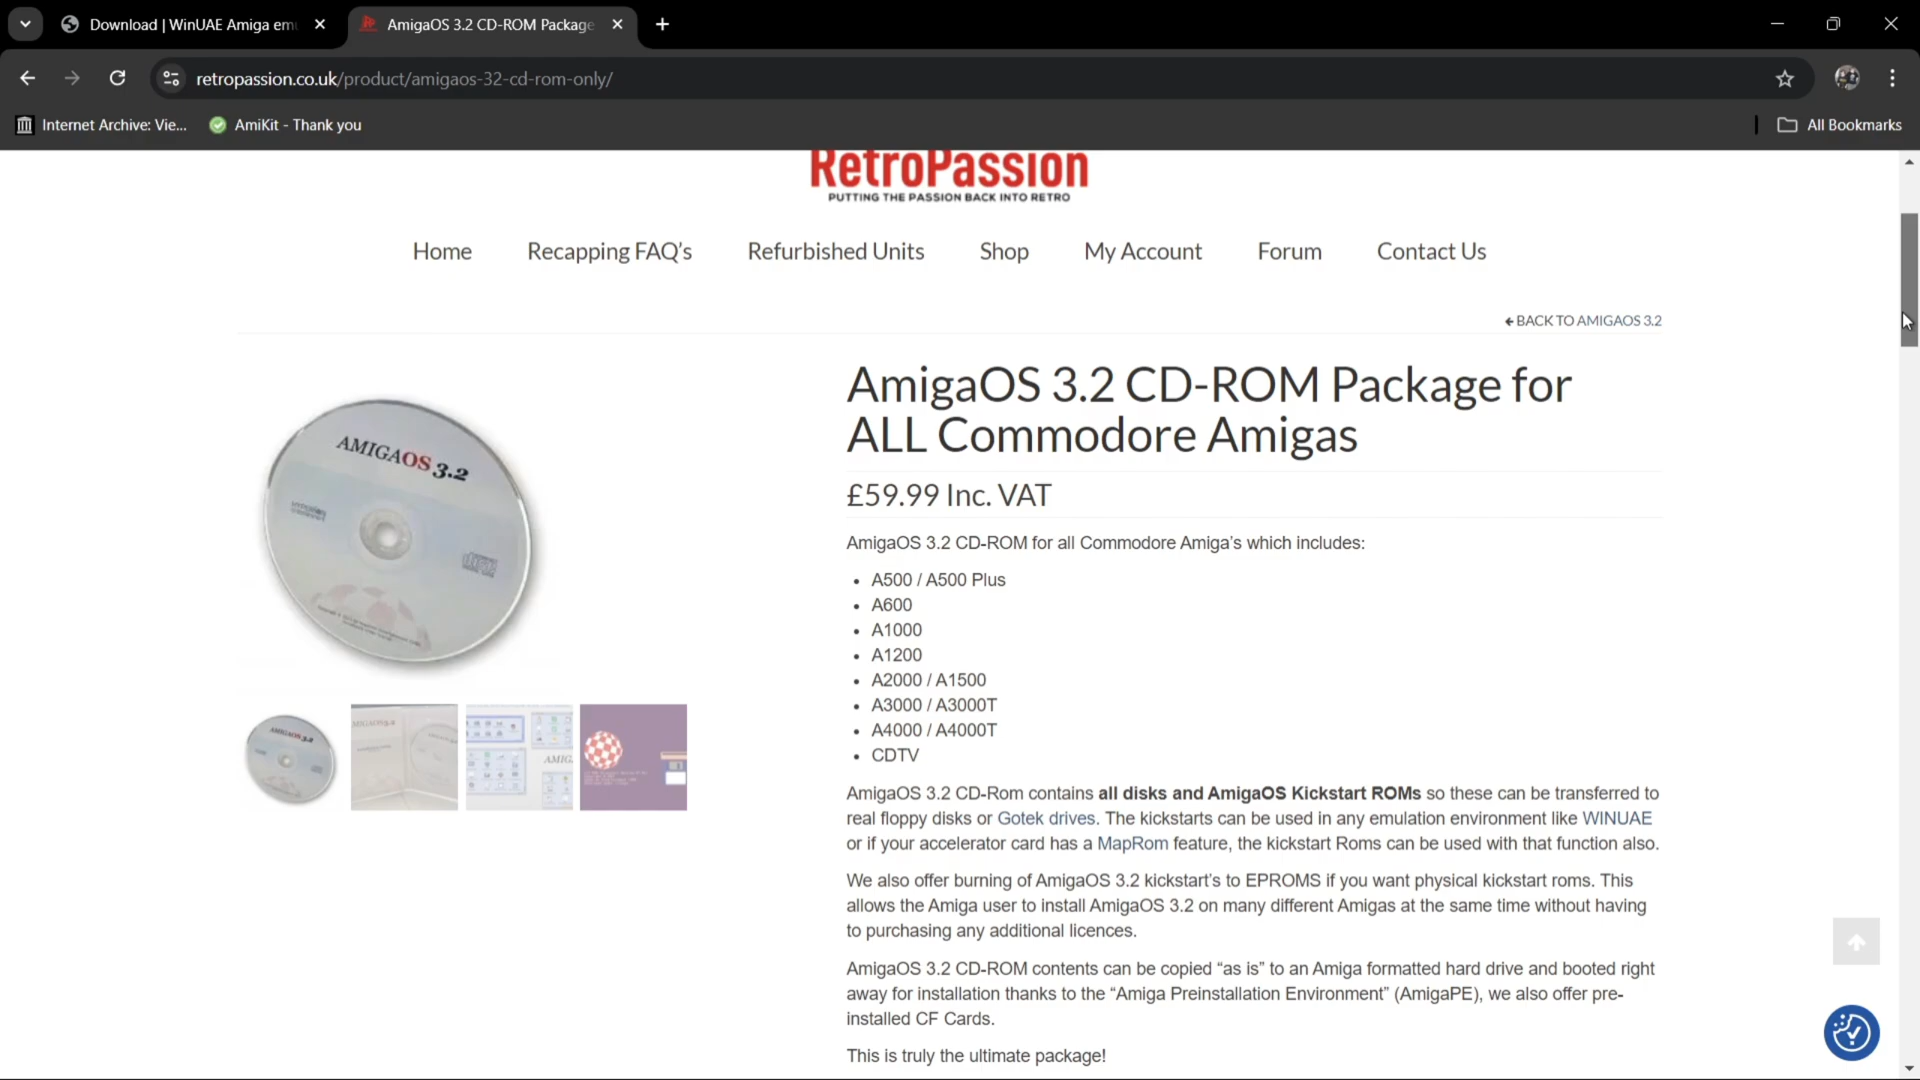 Download | WinUAE Amiga em
AmigaOS 3.2 CD-ROM Package
retropassion.co.uk/product/amigaos-32-cd-rom-only/
Internet Archive: Vie...
AmiKit - Thank you
All Bookmarks
RetroPassion
PUTTING THE PASSION BACK INTO RETRO
Home
Recapping FAQ's
Refurbished Units
Shop
My Account
Forum
Contact Us
BACK TO AMIGAOS 3.2
AMIGAOS 3.2
AmigaOS 3.2 CD-ROM Package for
ALL Commodore Amigas
£59.99 Inc. VAT
AmigaOS 3.2 CD-ROM for all Commodore Amiga's which includes:
• A500 / A500 Plus
• A600
• A1000
• A1200
• A2000 / A1500
• A3000 / A3000T
• A4000 / A4000T
• CDTV
AmigaOS 3.2 CD-Rom contains all disks and AmigaOS Kickstart ROMs so these can be transferred to
real floppy disks or Gotek drives. The kickstarts can be used in any emulation environment like WINUAE
or if your accelerator card has a MapRom feature, the kickstart Roms can be used with that function also.
We also offer burning of AmigaOS 3.2 kickstart's to EPROMS if you want physical kickstart roms. This
allows the Amiga user to install AmigaOS 3.2 on many different Amigas at the same time without having
to purchasing any additional licences.
AmigaOS 3.2 CD-ROM contents can be copied “as is” to an Amiga formatted hard drive and booted right
away for installation thanks to the “Amiga Preinstallation Environment” (AmigaPE), we also offer pre-
installed CF Cards.
This is truly the ultimate package!